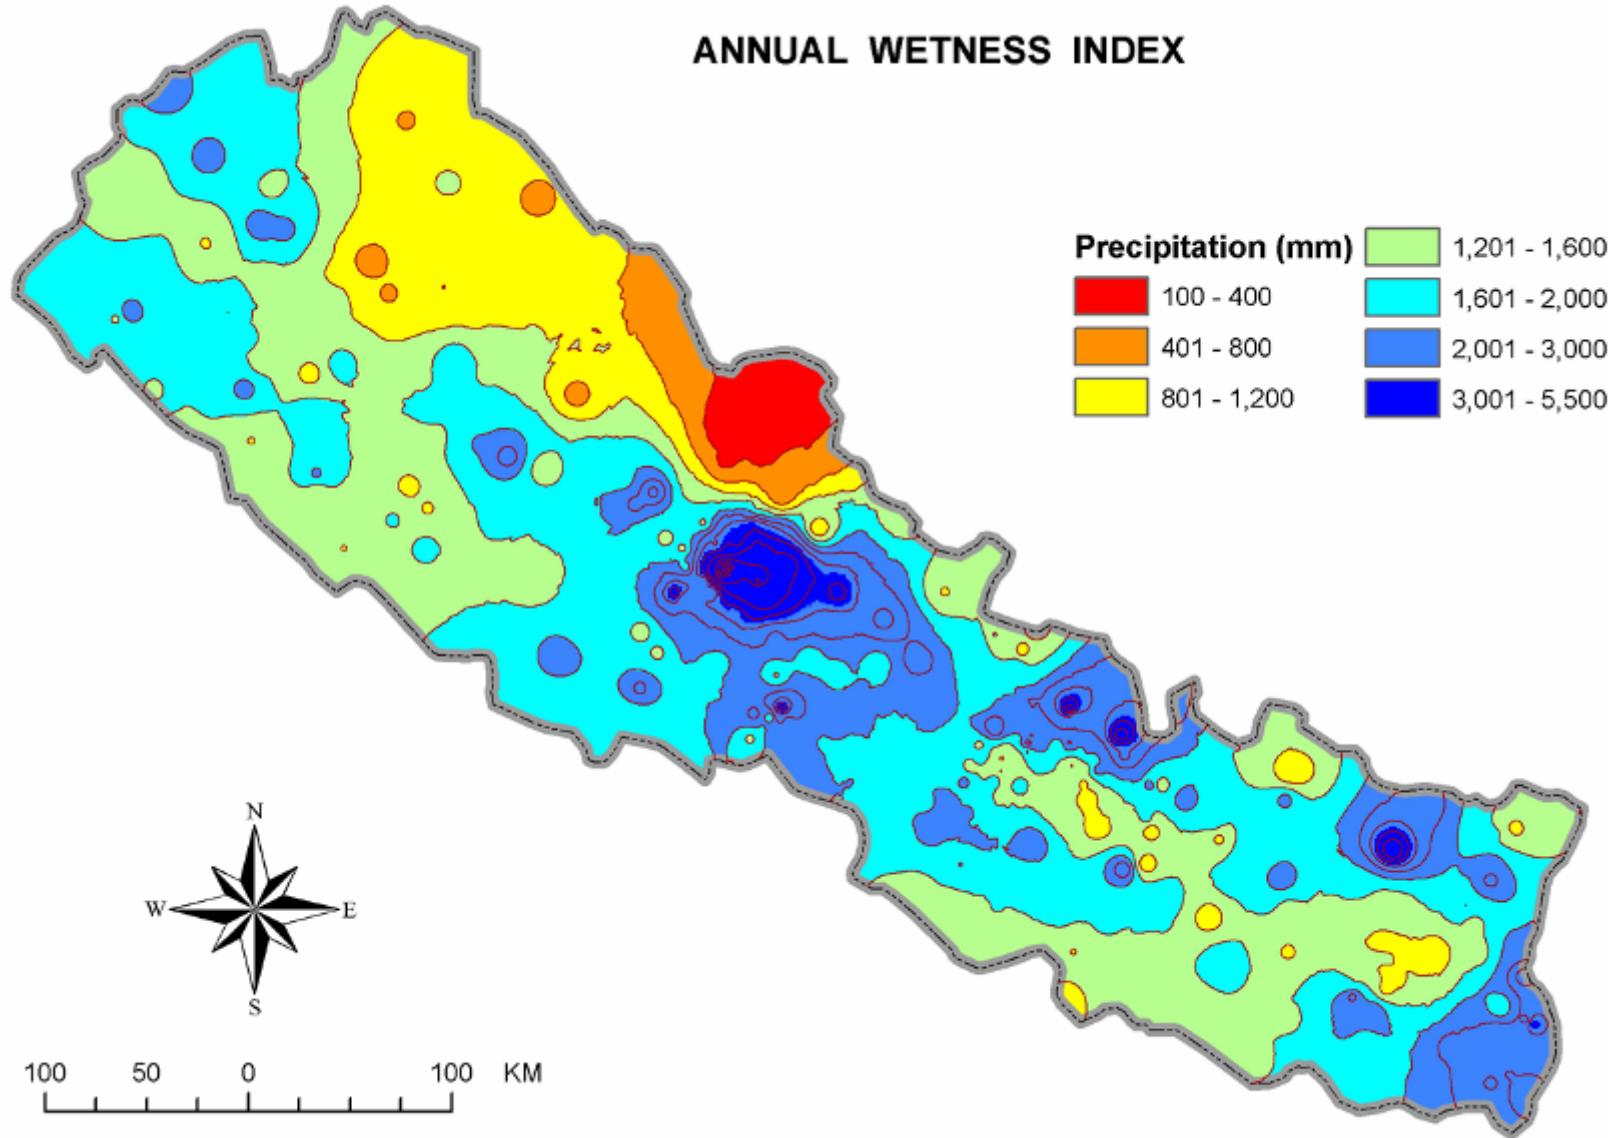 ANNUAL WETNESS INDEX
Precipitation (mm)
100 - 400
401 - 800
801 - 1,200
1,201 - 1,600
1,601 - 2,000
2,001 - 3,000
3,001 - 5,500
N
W
E
S
100 50 0 100 KM